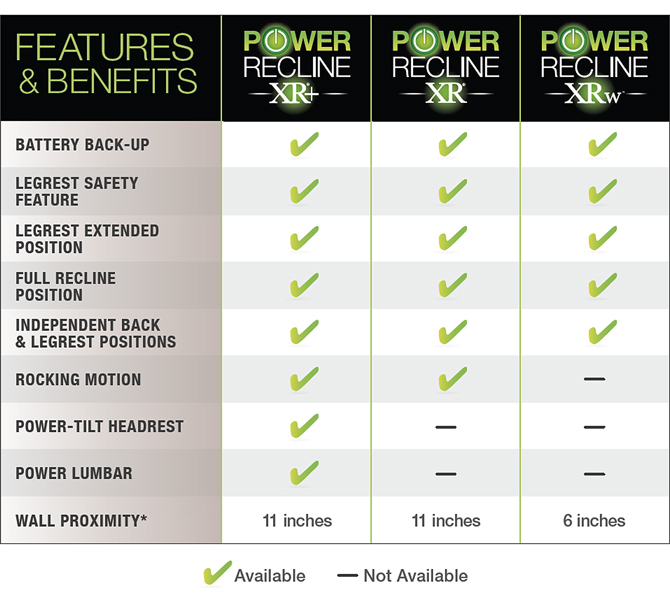 FEATURES
& BENEFITS
POWER
RECLINE
XR+
POWER
RECLINE
XR
POWER
RECLINE
XRw
BATTERY BACK-UP
LEGREST SAFETY
FEATURE
LEGREST EXTENDED
POSITION
FULL RECLINE
POSITION
INDEPENDENT BACK
& LEGREST POSITIONS
ROCKING MOTION
POWER-TILT HEADREST
POWER LUMBAR
WALL PROXIMITY* 11 inches 11 inches 6 inches
Available Not Available